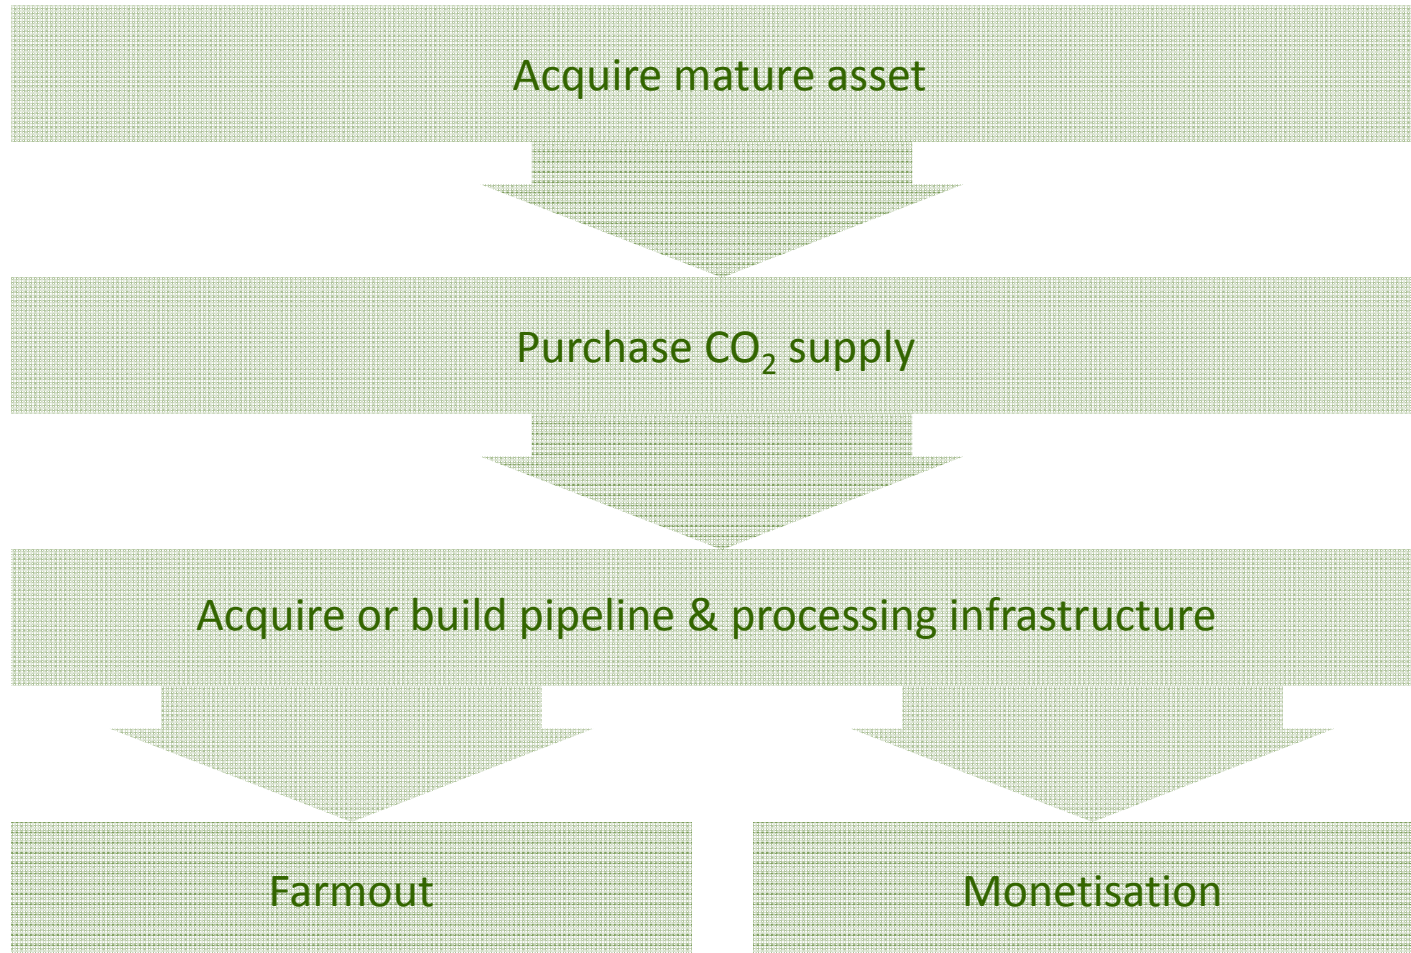 Acquire mature asset
Purchase CO₂ supply
Acquire or build pipeline & processing infrastructure
Farmout
Monetisation